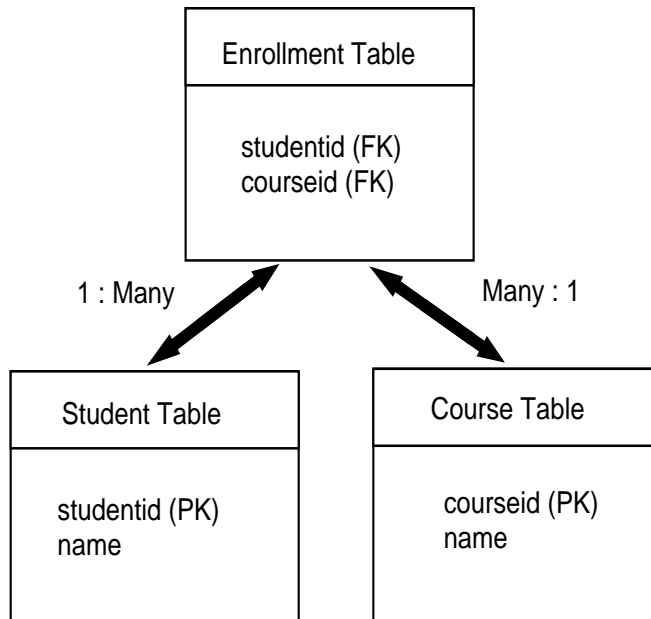 Enrollment Table
studentid (FK)
courseid (FK)
1 : Many
Many : 1
Student Table
studentid (PK)
name
Course Table
courseid (PK)
name